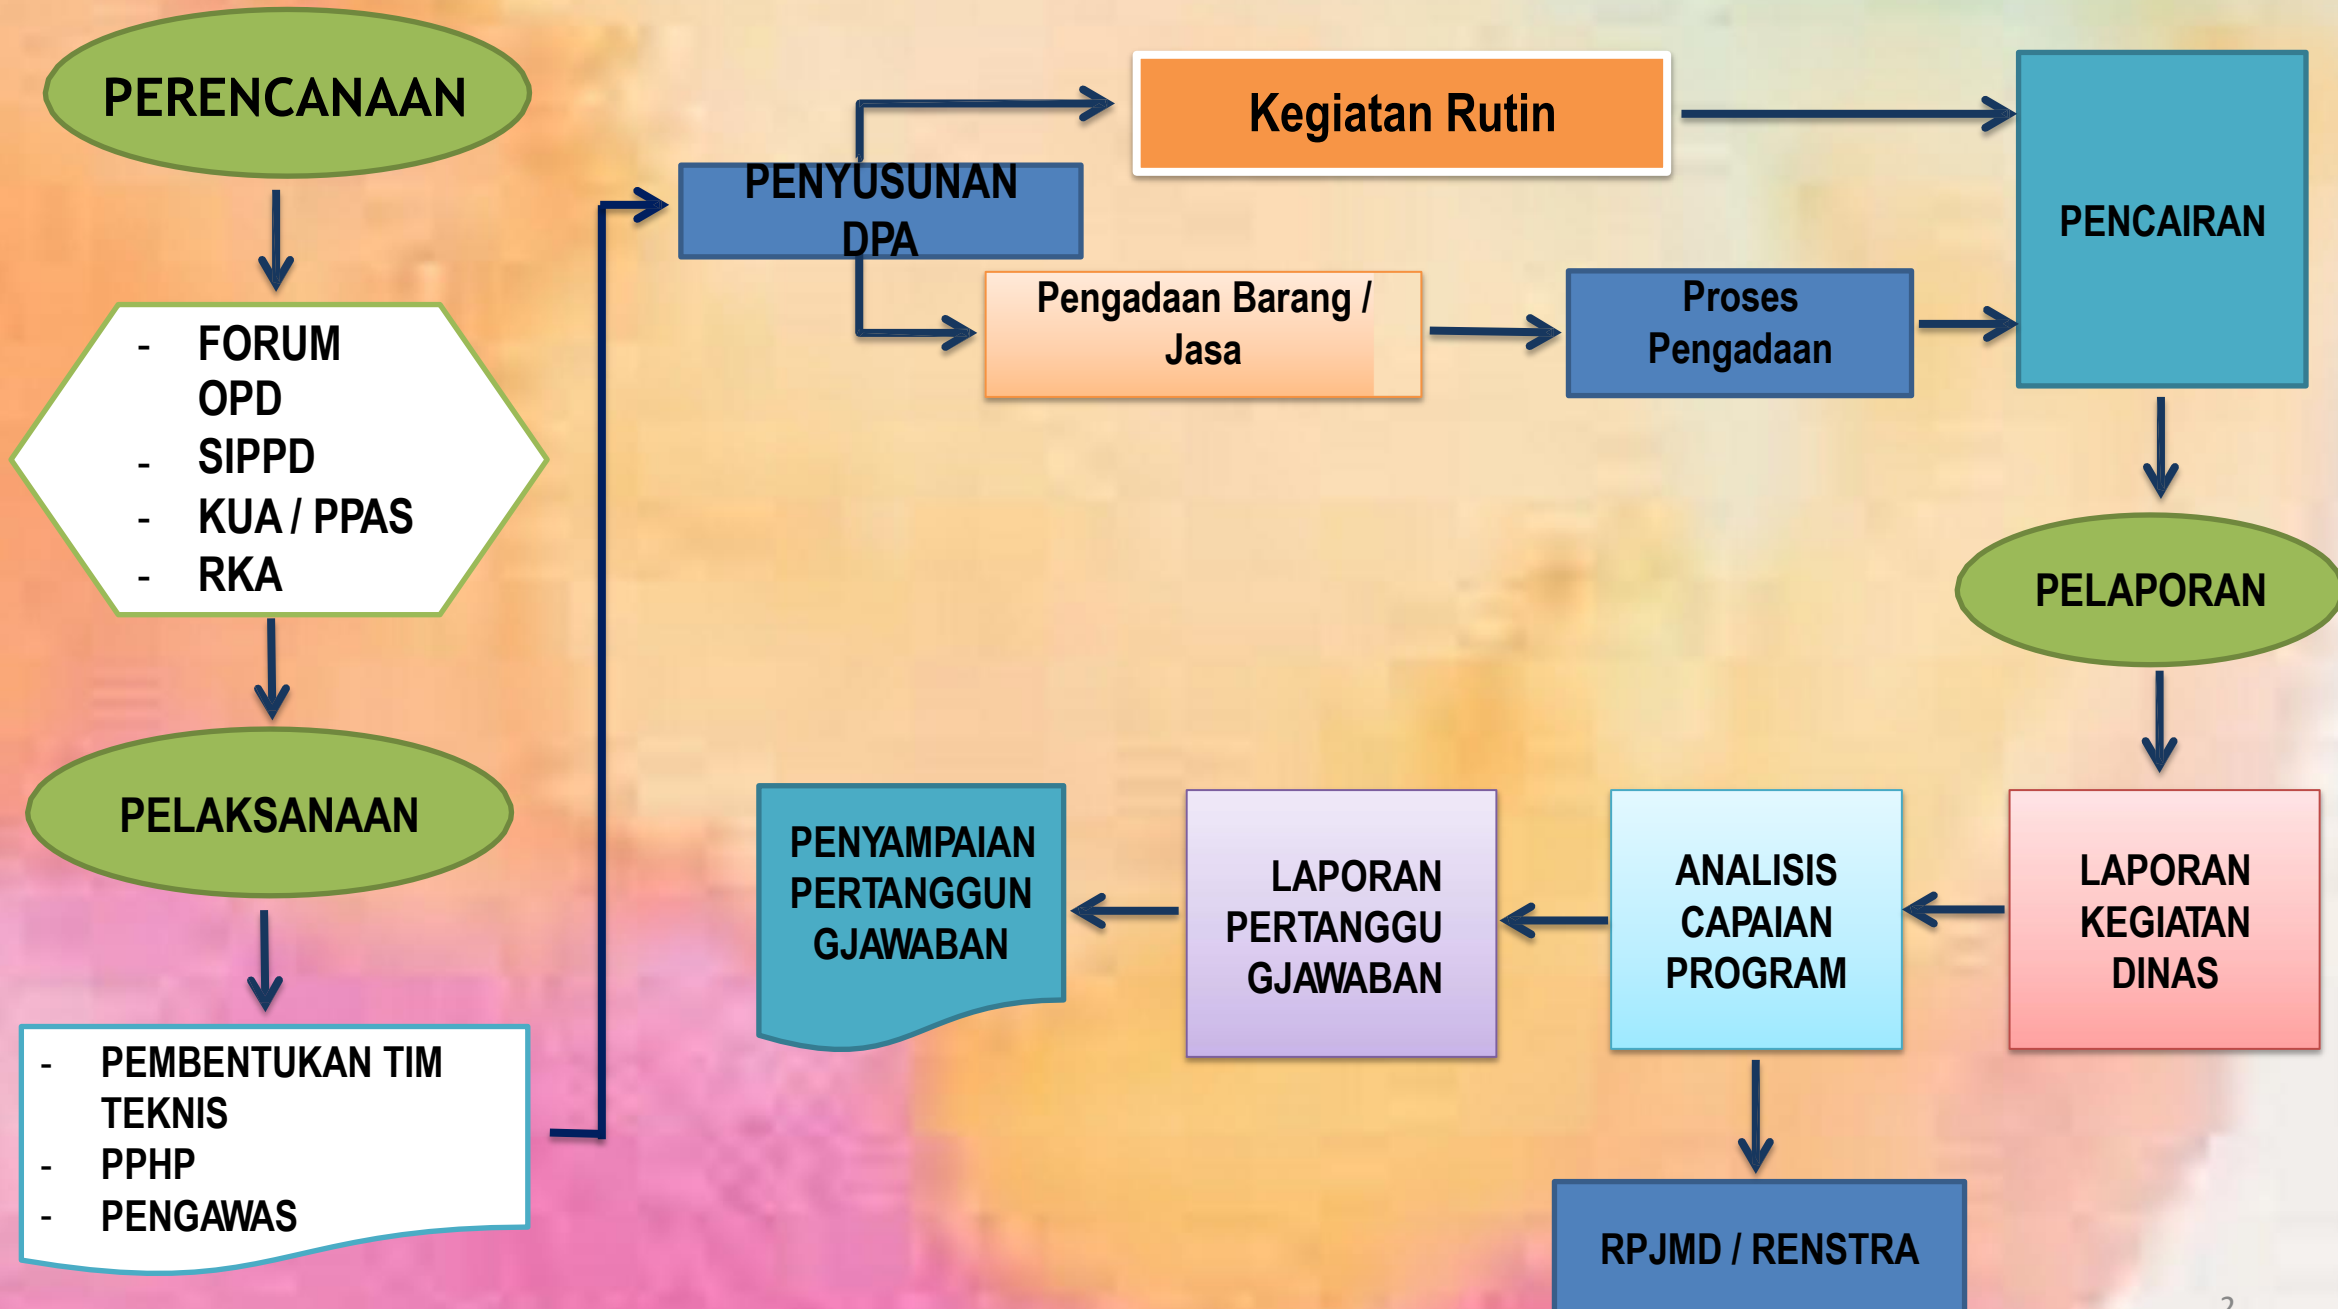 PERENCANAAN
- FORUM
OPD
- SIPPD
- KUA / PPAS
- RKA
PELAKSANAAN
- PEMBENTUKAN TIM
TEKNIS
- PPHP
- PENGAWAS
PENYUSUNAN
DPA
Kegiatan Rutin
Pengadaan Barang /
Jasa
Proses
Pengadaan
PENCAIRAN
PELAPORAN
LAPORAN
KEGIATAN
DINAS
ANALISIS
CAPAIAN
PROGRAM
RPJMD / RENSTRA
LAPORAN
PERTANGGU
GJAWABAN
PENYAMPAIAN
PERTANGGUN
GJAWABAN
2